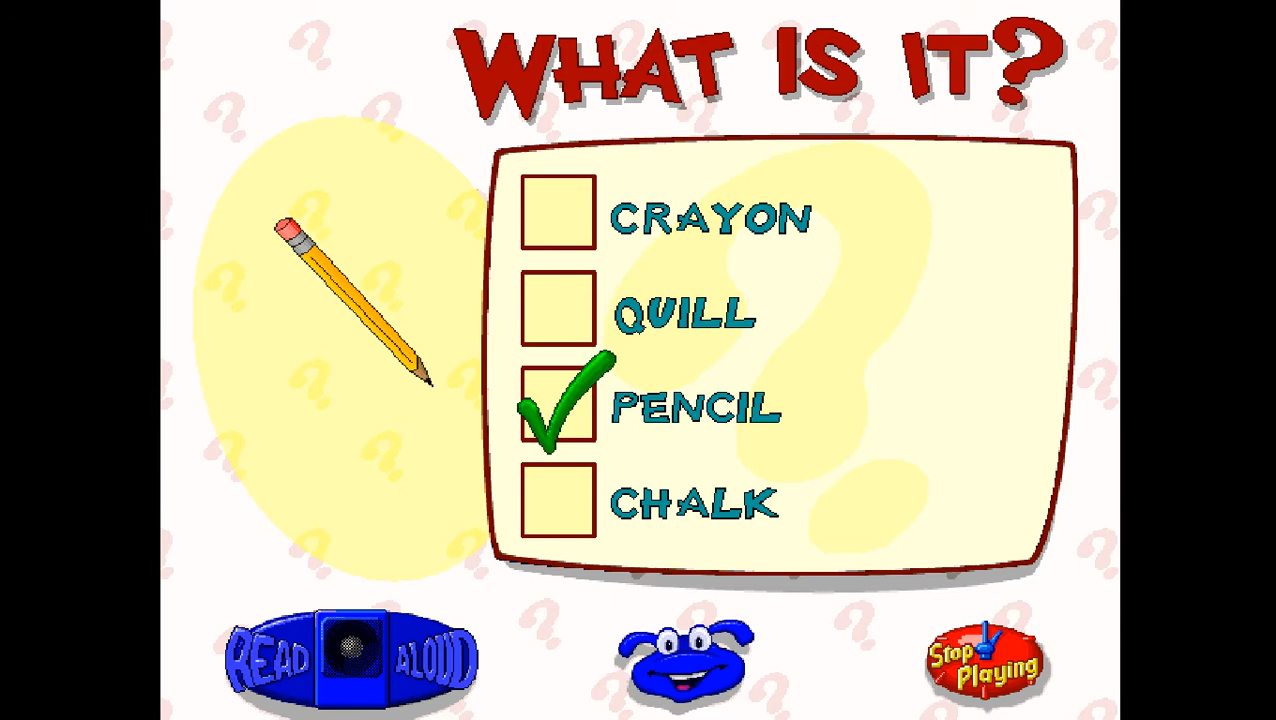 WHAT IS IT?
CRAYON
QUILL
PENCIL
CHALK
READ ALOUD
Stop
Playing